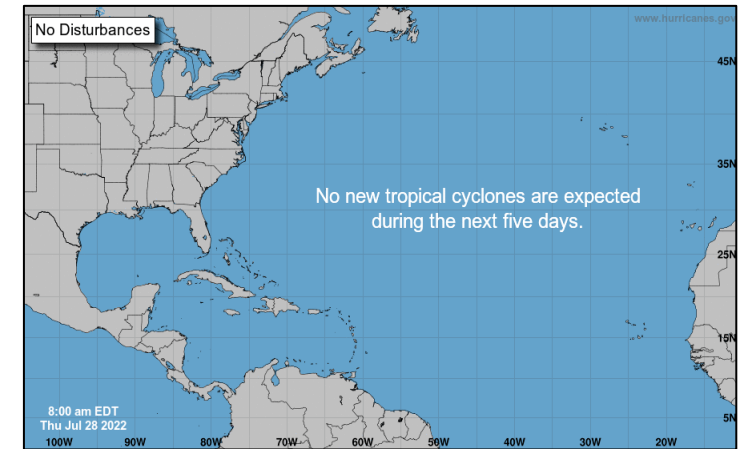 No Disturbances
www.hurricanes.gov
45N
35N
No new tropical cyclones are expected
during the next five days.
25N
15N
8:00 am EDT
Thu Jul 28 2022
5N
100W 90W 80W 70W 60W 50W 40W 30W 20W